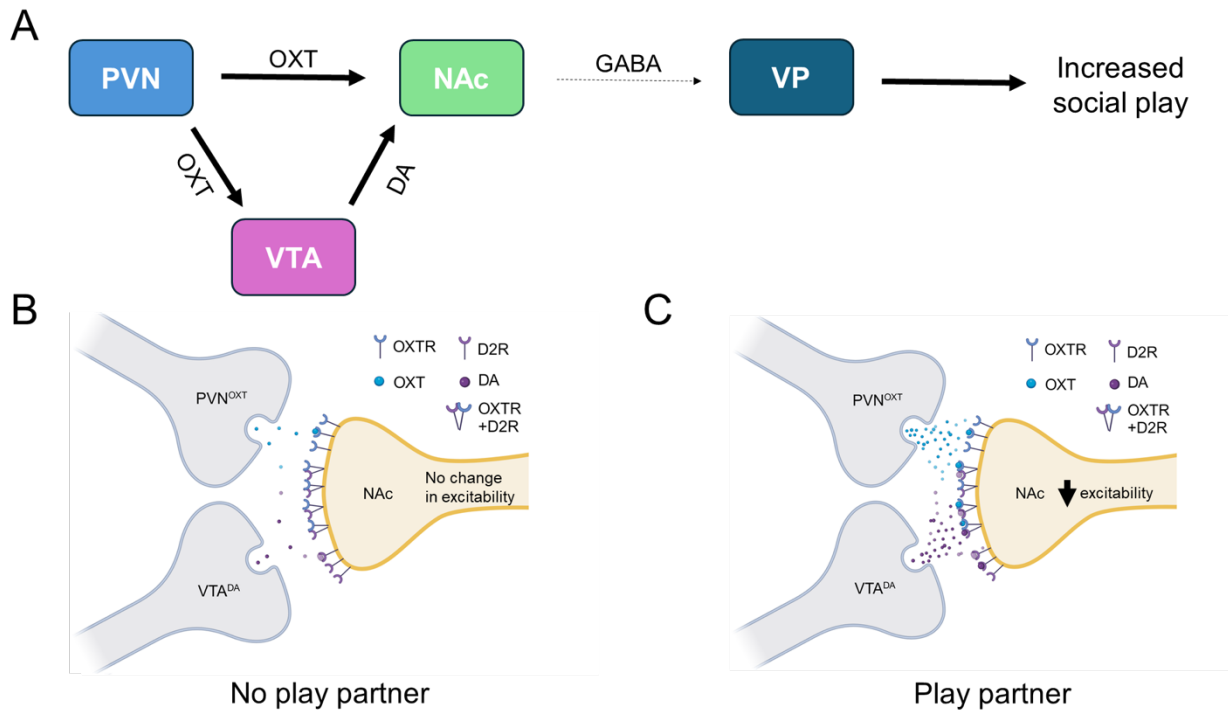 A
PVN
OXT
NAc
GABA
VP
Increased
social play
OXT
DA
VTA
B
OXTR
D2R
OXT
DA
OXTR
+D2R
PVNOXT
No change
in excitability
NAc
VTADA
No play partner
C
OXTR
D2R
OXT
DA
OXTR
+D2R
PVNOXT
NAc
excitability
VTADA
Play partner